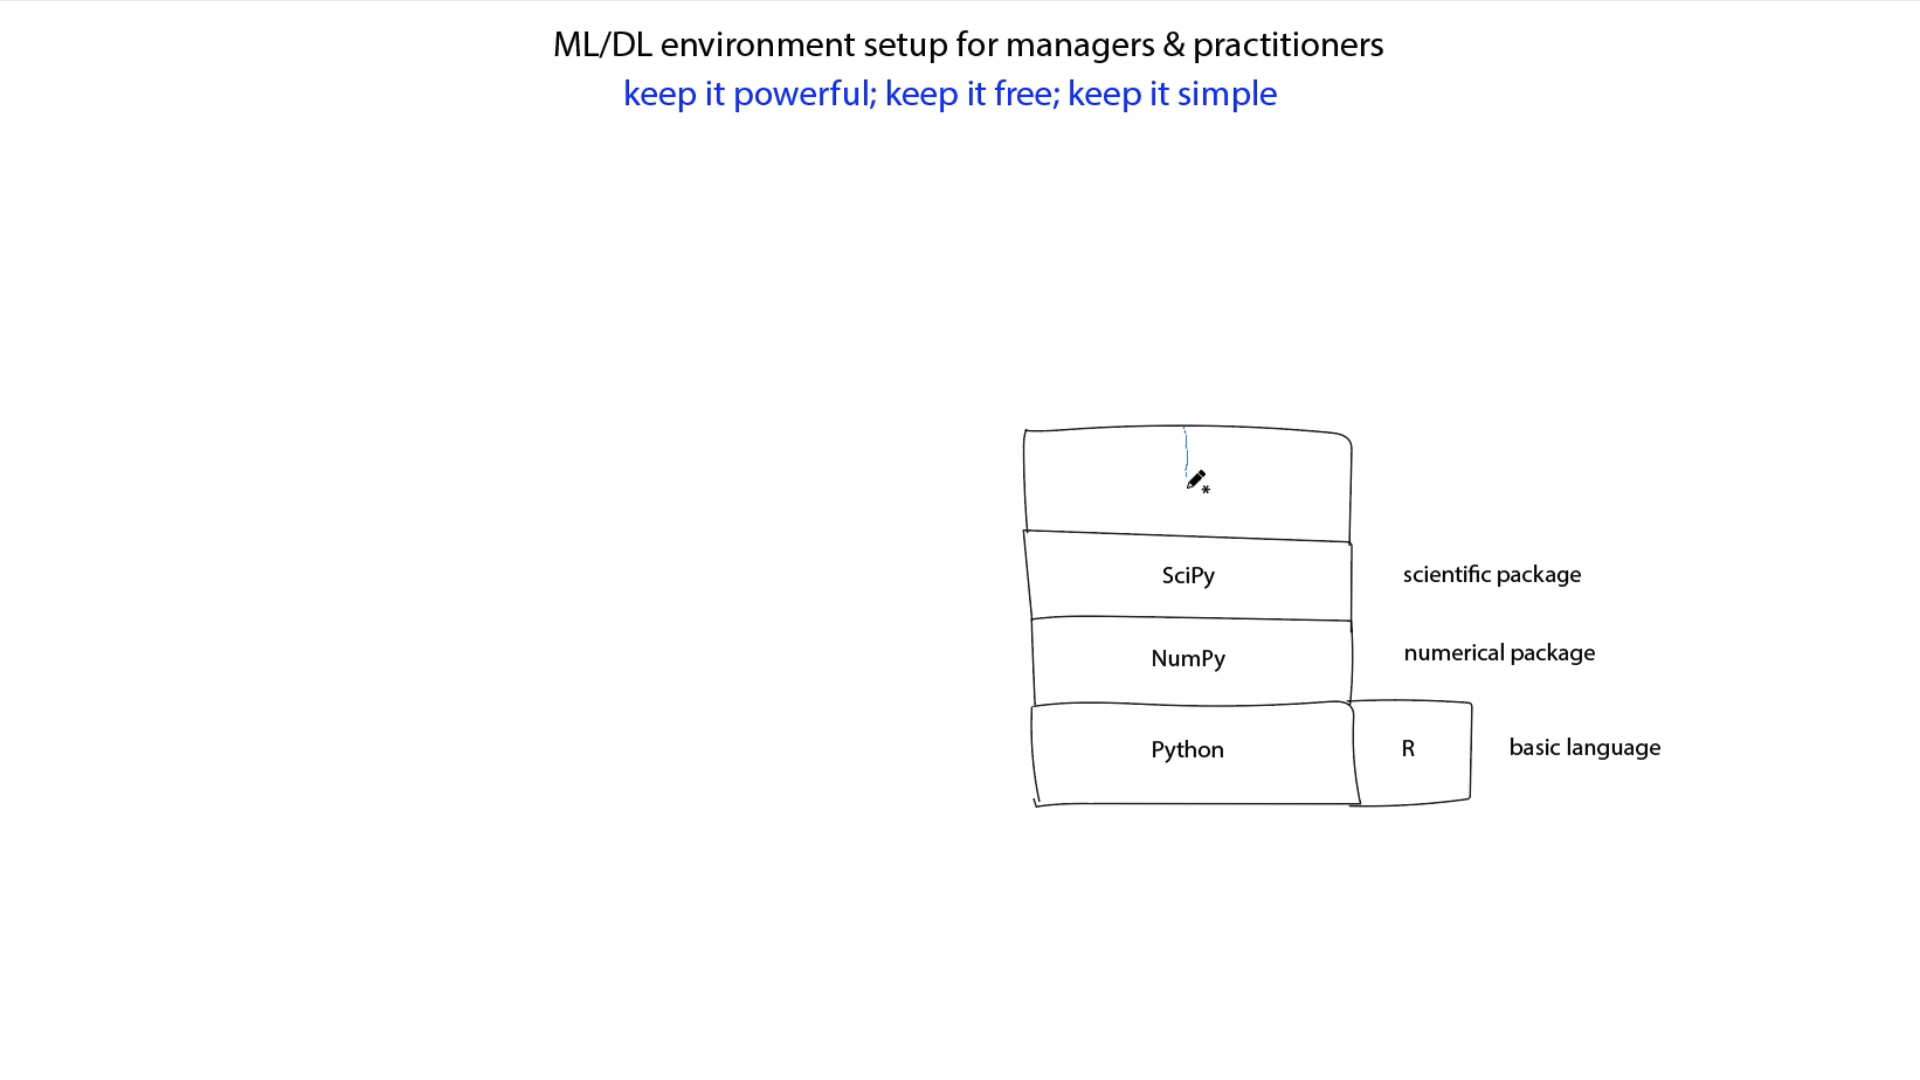 ML/DL environment setup for managers & practitioners
keep it powerful; keep it free; keep it simple
SciPy
scientific package
NumPy
numerical package
Python
R
basic language